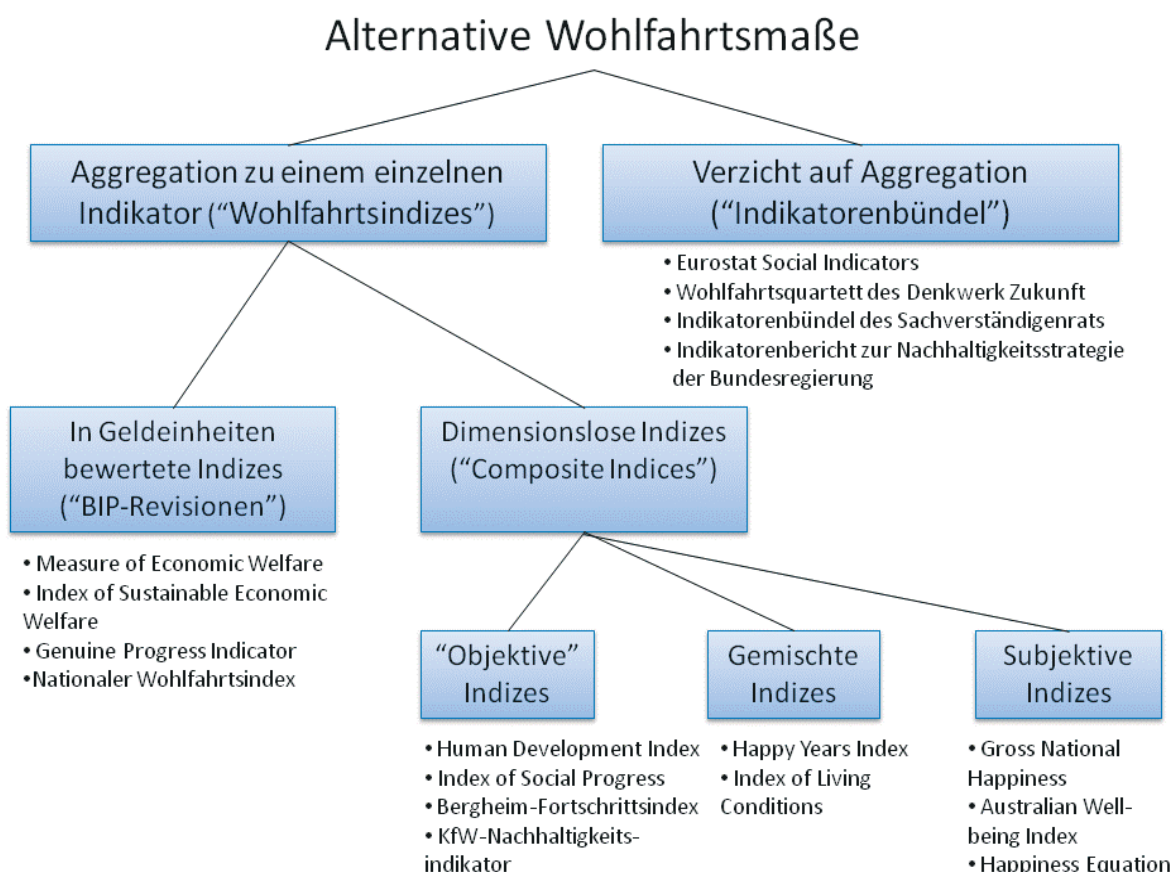 Alternative Wohlfahrtsmaße
Aggregation zu einem einzelnen
Indikator (“Wohlfahrtsindizes”)
Verzicht auf Aggregation
(“Indikatorenbündel”)
• Eurostat Social Indicators
• Wohlfahrtsquartett des Denkwerk Zukunft
• Indikatorenbündel des Sachverständigenrats
• Indikatorenbericht zur Nachhaltigkeitsstrategie
der Bundesregierung
In Geldeinheiten
bewertete Indizes
(“BIP-Revisionen”)
• Measure of Economic Welfare
• Index of Sustainable Economic
Welfare
• Genuine Progress Indicator
•Nationaler Wohlfahrtsindex
Dimensionslose Indizes
(“Composite Indices”)
“Objektive”
Indizes
• Human Development Index
• Index of Social Progress
• Bergheim-Fortschrittsindex
• KfW-Nachhaltigkeits-
indikator
Gemischte
Indizes
• Happy Years Index
• Index of Living
Conditions
Subjektive
Indizes
• Gross National
Happiness
• Australian Well-
being Index
• Happiness Equation